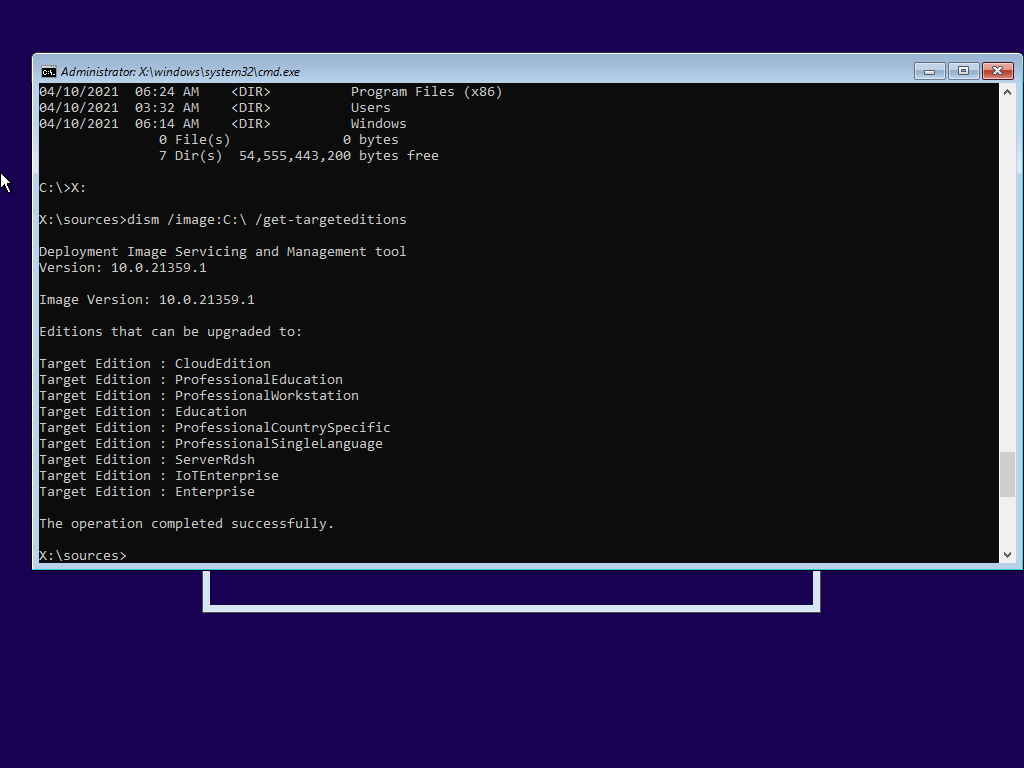 Administrator: X:\windows\system32\cmd.exe
04/10/2021  06:24 AM    <DIR>          Program Files (x86)
04/10/2021  03:32 AM    <DIR>          Users
04/10/2021  06:14 AM    <DIR>          Windows
               0 File(s)              0 bytes
               7 Dir(s)  54,555,443,200 bytes free
C:\>X:
X:\sources>dism /image:C:\ /get-targeteditions
Deployment Image Servicing and Management tool
Version: 10.0.21359.1
Image Version: 10.0.21359.1
Editions that can be upgraded to:
Target Edition : CloudEdition
Target Edition : ProfessionalEducation
Target Edition : ProfessionalWorkstation
Target Edition : Education
Target Edition : ProfessionalCountrySpecific
Target Edition : ProfessionalSingleLanguage
Target Edition : ServerRdsh
Target Edition : IoTEnterprise
Target Edition : Enterprise
The operation completed successfully.
X:\sources>